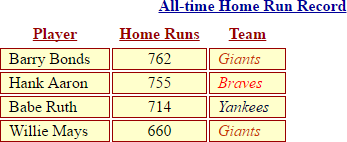 All-time Home Run Record
Player Home Runs Team
Barry Bonds 762 Giants
Hank Aaron 755 Braves
Babe Ruth 714 Yankees
Willie Mays 660 Giants